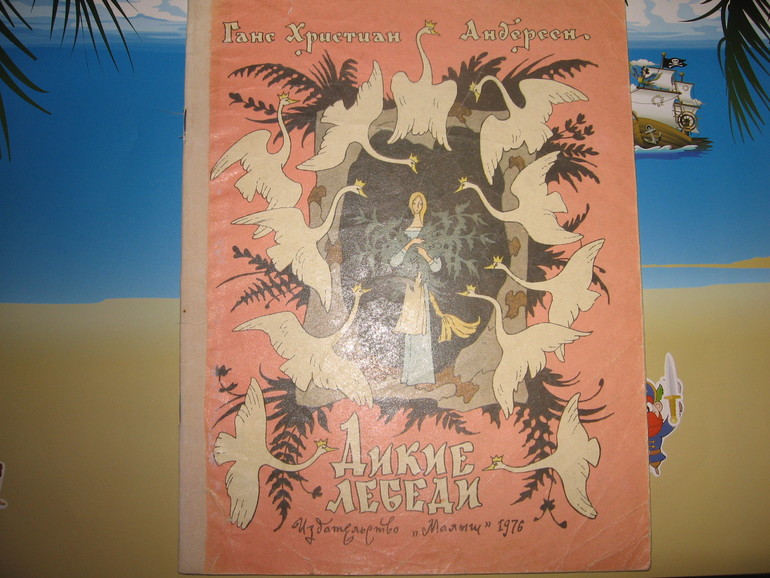 Ганс Христиан Андерсен.
Дикие
лебеди
Издательство „Малыш" 1976